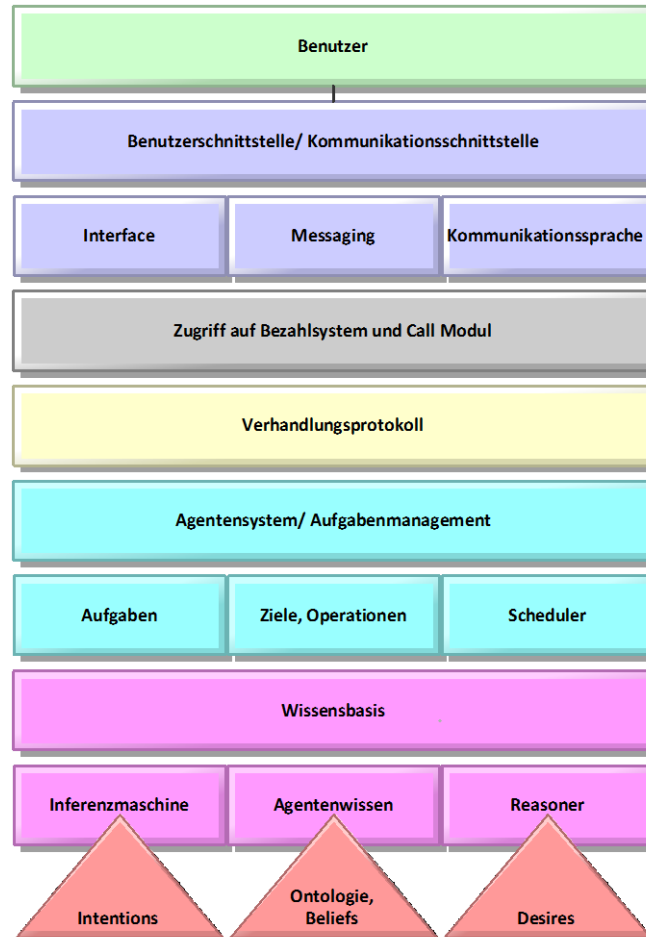 Benutzer
Benutzerschnittstelle/ Kommunikationsschnittstelle
Interface
Messaging
Kommunikationssprache
Zugriff auf Bezahlsystem und Call Modul
Verhandlungsprotokoll
Agentensystem/ Aufgabenmanagement
Aufgaben
Ziele, Operationen
Scheduler
Wissensbasis
Inferenzmaschine
Agentenwissen
Reasoner
Intentions
Ontologie,
Beliefs
Desires